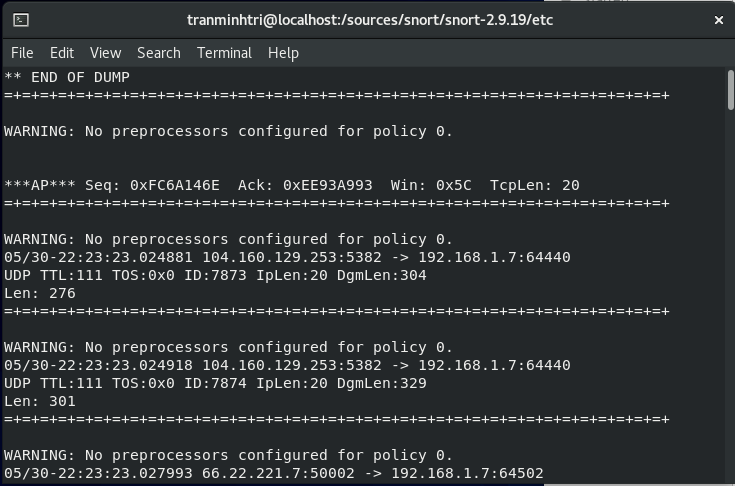 tranminhtri@localhost:/sources/snort/snort-2.9.19/etc
File Edit View Search Terminal Help
** END OF DUMP
=+=+=+=+=+=+=+=+=+=+=+=+=+=+=+=+=+=+=+=+=+=+=+=+=+=+=+=+=+=+=+=+=+=+=+=+=+
WARNING: No preprocessors configured for policy 0.
***AP*** Seq: 0xFC6A146E  Ack: 0xEE93A993  Win: 0x5C  TcpLen: 20
=+=+=+=+=+=+=+=+=+=+=+=+=+=+=+=+=+=+=+=+=+=+=+=+=+=+=+=+=+=+=+=+=+=+=+=+=+
WARNING: No preprocessors configured for policy 0.
05/30-22:23:23.024881 104.160.129.253:5382 -> 192.168.1.7:64440
UDP TTL:111 TOS:0x0 ID:7873 IpLen:20 DgmLen:304
Len: 276
=+=+=+=+=+=+=+=+=+=+=+=+=+=+=+=+=+=+=+=+=+=+=+=+=+=+=+=+=+=+=+=+=+=+=+=+=+
WARNING: No preprocessors configured for policy 0.
05/30-22:23:23.024918 104.160.129.253:5382 -> 192.168.1.7:64440
UDP TTL:111 TOS:0x0 ID:7874 IpLen:20 DgmLen:329
Len: 301
=+=+=+=+=+=+=+=+=+=+=+=+=+=+=+=+=+=+=+=+=+=+=+=+=+=+=+=+=+=+=+=+=+=+=+=+=+
WARNING: No preprocessors configured for policy 0.
05/30-22:23:23.027993 66.22.221.7:50002 -> 192.168.1.7:64502